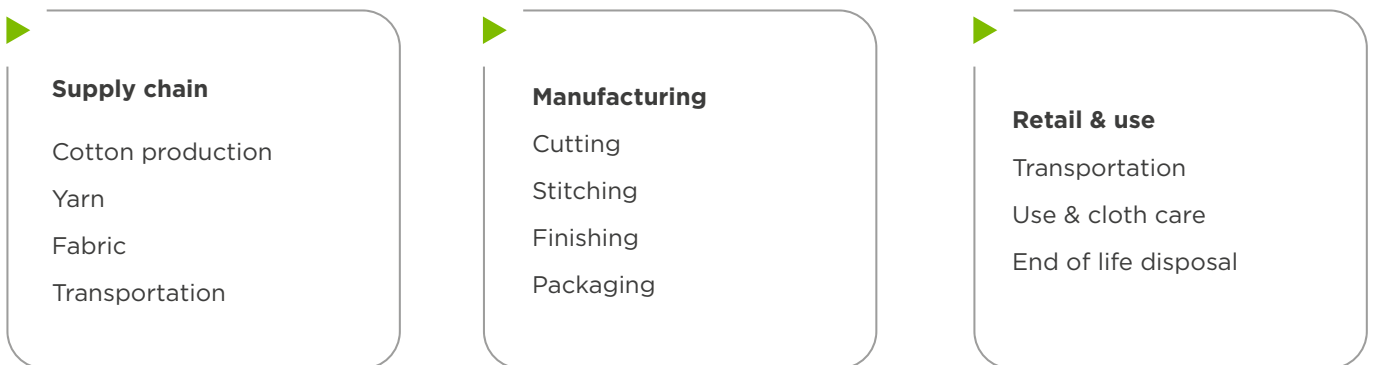 Supply chain
Cotton production
Yarn
Fabric
Transportation
Manufacturing
Cutting
Stitching
Finishing
Packaging
Retail & use
Transportation
Use & cloth care
End of life disposal